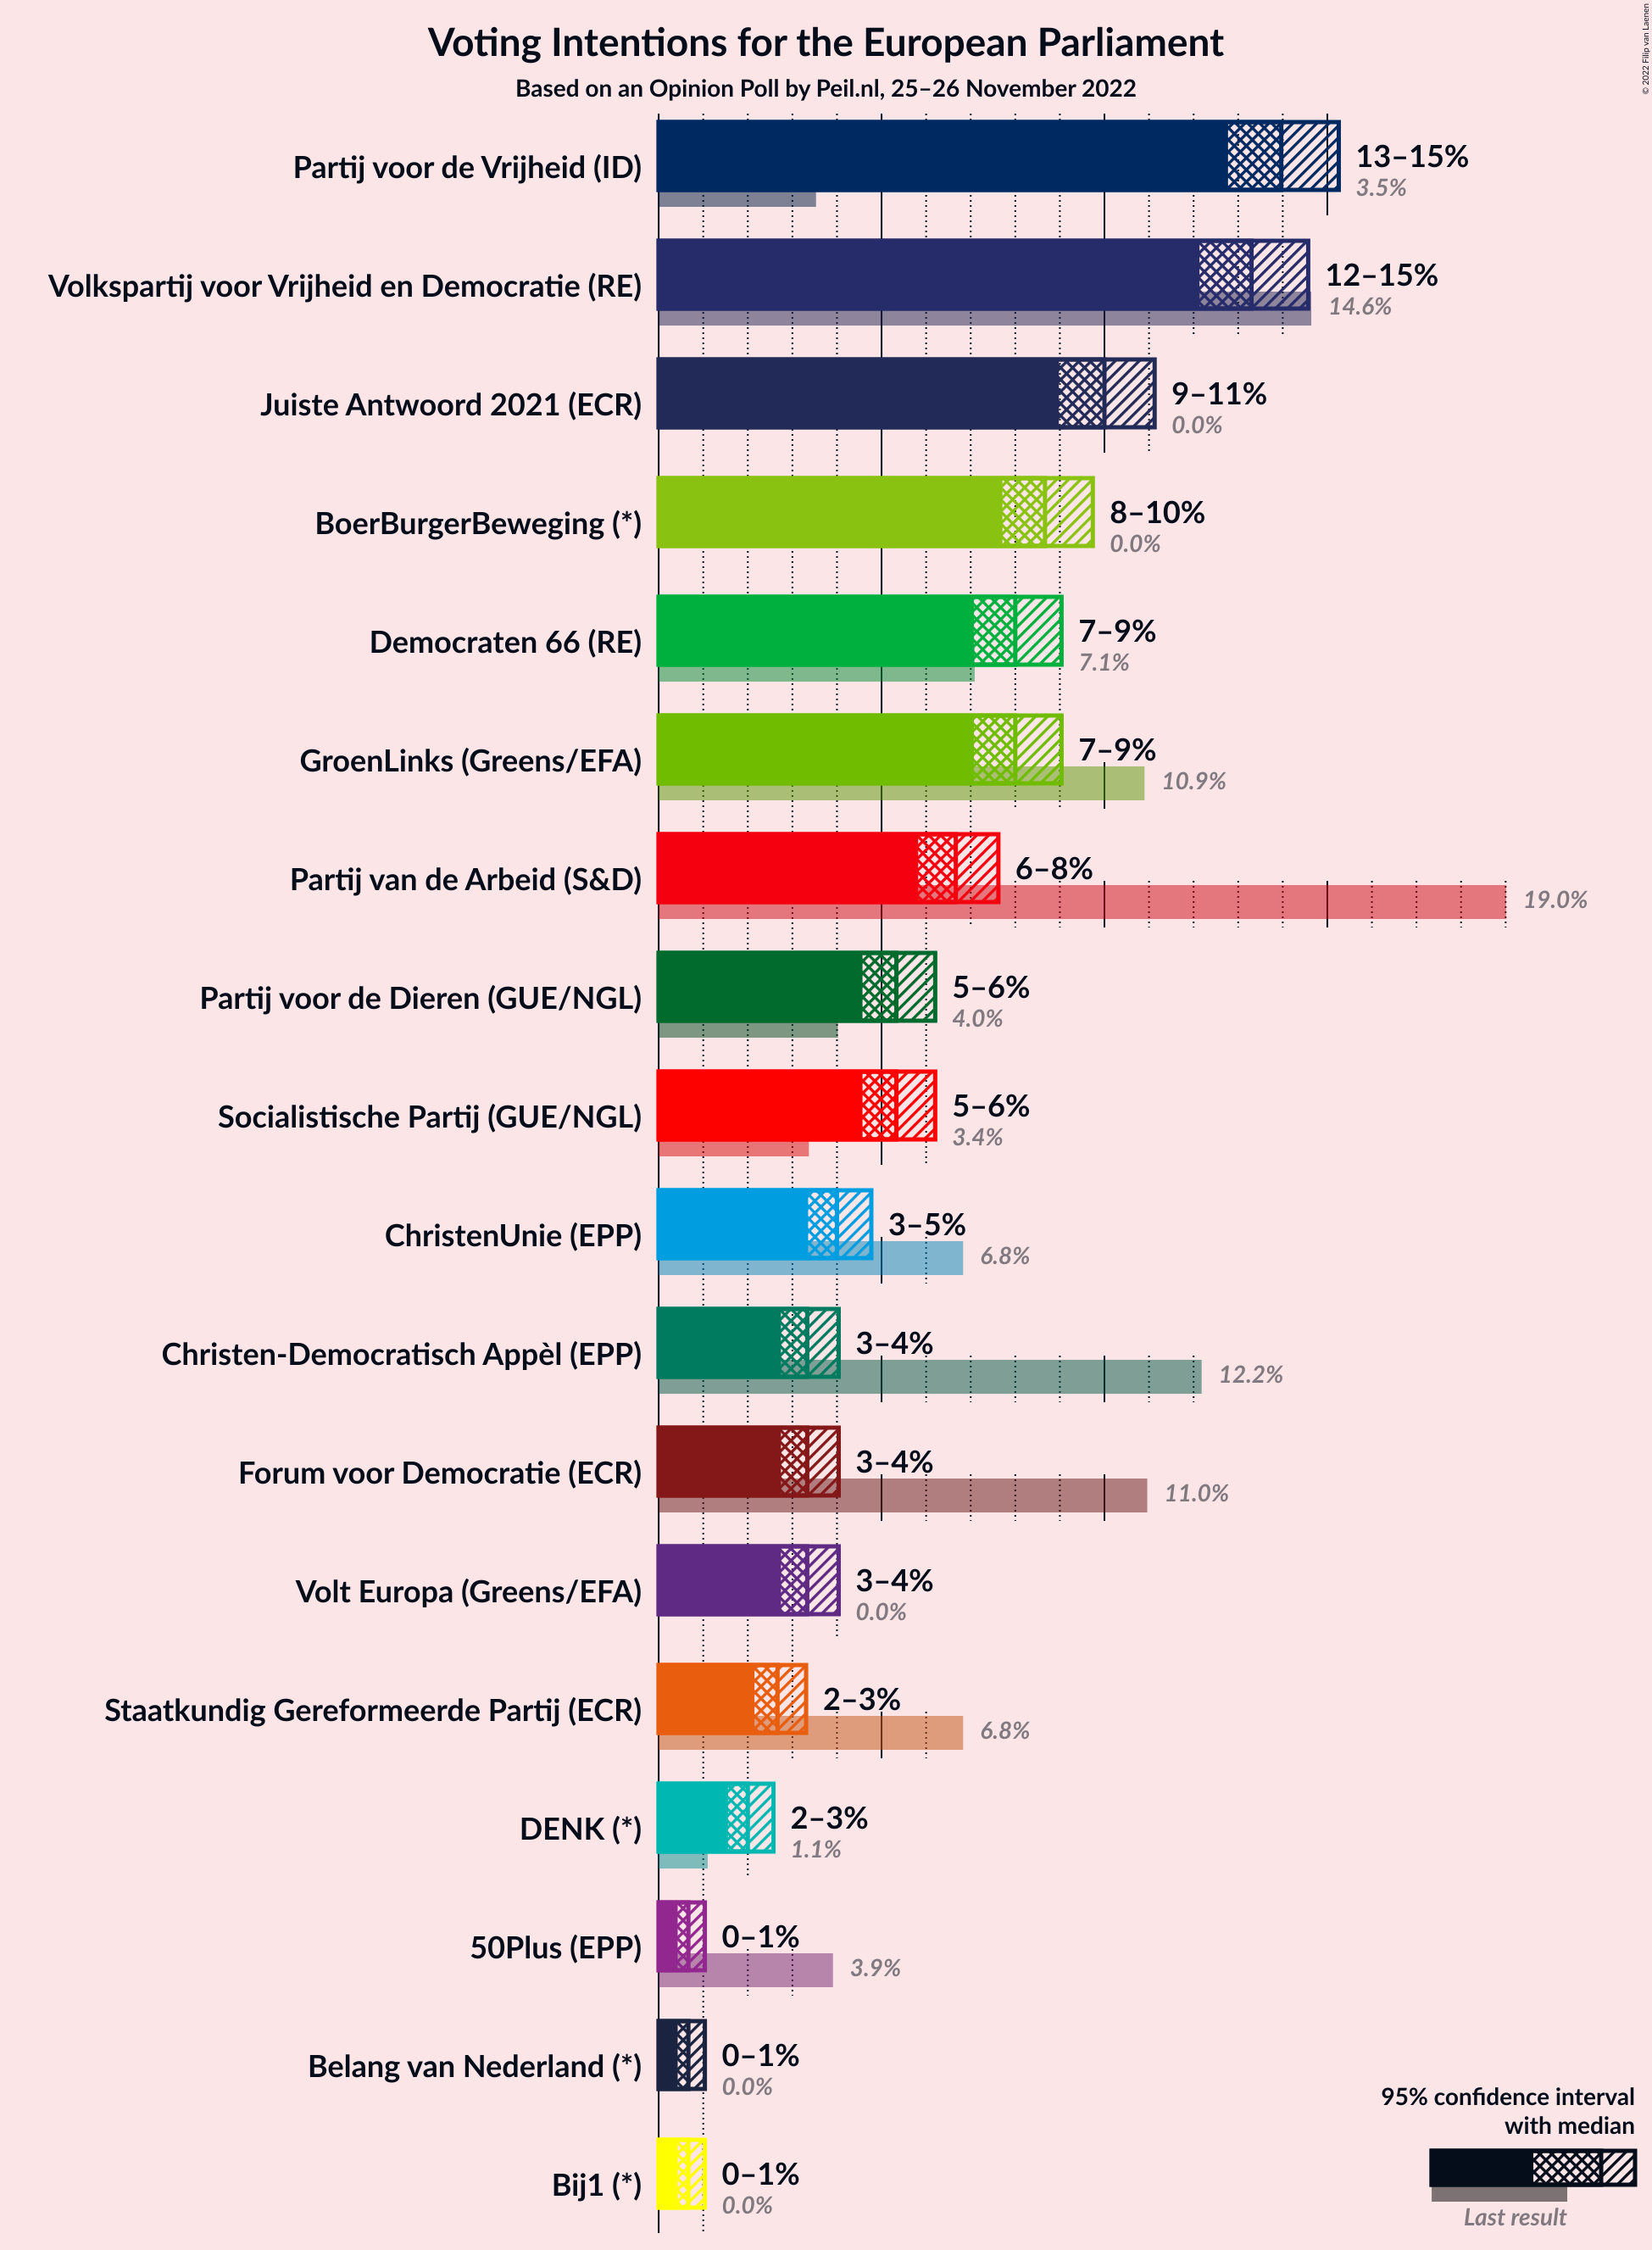 Voting Intentions for the European Parliament
Based on an Opinion Poll by Peil.nl, 25–26 November 2022
© 2022 Filip van Laenen
Partij voor de Vrijheid (ID)
13–15%
3.5%
Volkspartij voor Vrijheid en Democratie (RE)
12–15%
14.6%
Juiste Antwoord 2021 (ECR)
9–11%
0.0%
BoerBurgerBeweging (*)
8–10%
0.0%
Democraten 66 (RE)
7–9%
7.1%
GroenLinks (Greens/EFA)
7–9%
10.9%
Partij van de Arbeid (S&D)
6–8%
19.0%
Partij voor de Dieren (GUE/NGL)
5–6%
4.0%
Socialistische Partij (GUE/NGL)
5–6%
3.4%
ChristenUnie (EPP)
3–5%
6.8%
Christen-Democratisch Appèl (EPP)
3–4%
12.2%
Forum voor Democratie (ECR)
3–4%
11.0%
Volt Europa (Greens/EFA)
3–4%
0.0%
Staatkundig Gereformeerde Partij (ECR)
2–3%
6.8%
DENK (*)
2–3%
1.1%
50Plus (EPP)
0–1%
3.9%
Belang van Nederland (*)
0–1%
0.0%
Bij1 (*)
0–1%
0.0%
95% confidence interval
with median
Last result